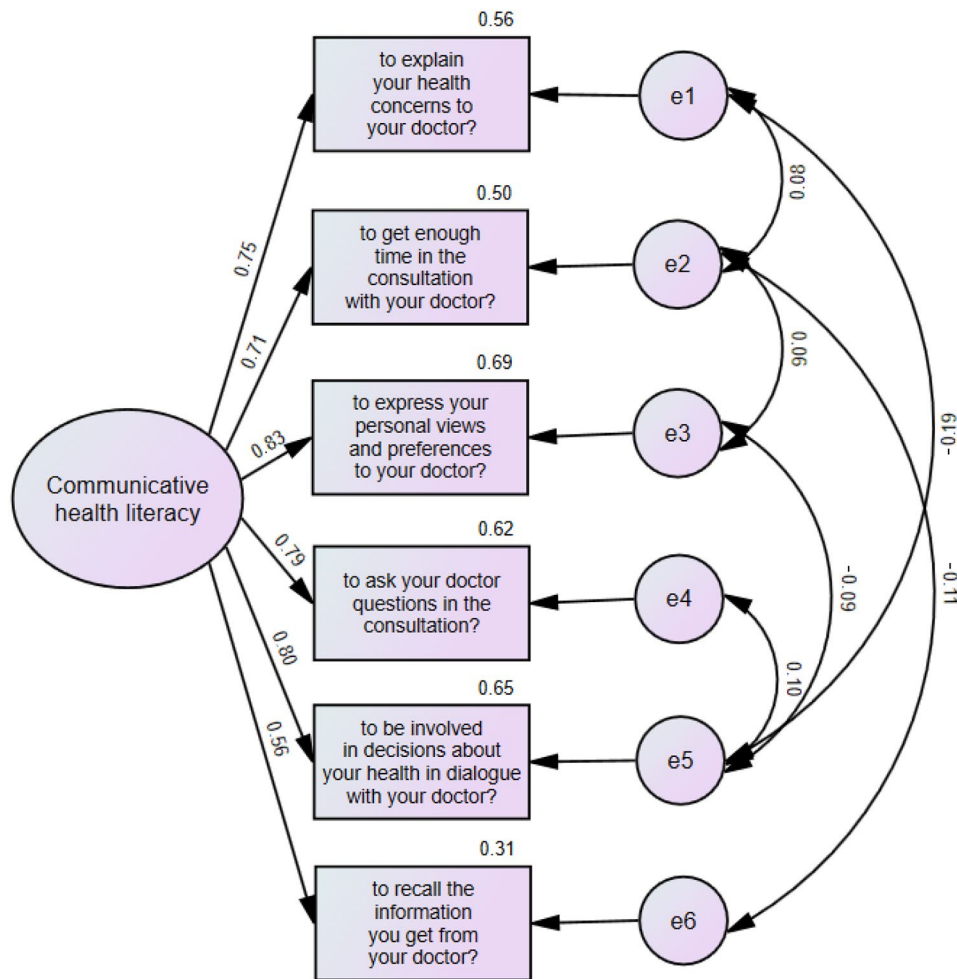 0.56
to explain
your health
concerns to
your doctor?
e1
0.08
0.50
to get enough
time in the
consultation
with your doctor?
e2
0.75
0.71
0.06
0.69
to express your
personal views
and preferences
to your doctor?
e3
0.83
-0.19
Communicative
health literacy
0.62
to ask your doctor
questions in the
consultation?
e4
0.79
-0.09
-0.11
0.80
0.10
0.65
to be involved
in decisions about
your health in dialogue
with your doctor?
e5
0.56
0.31
to recall the
information
you get from
your doctor?
e6